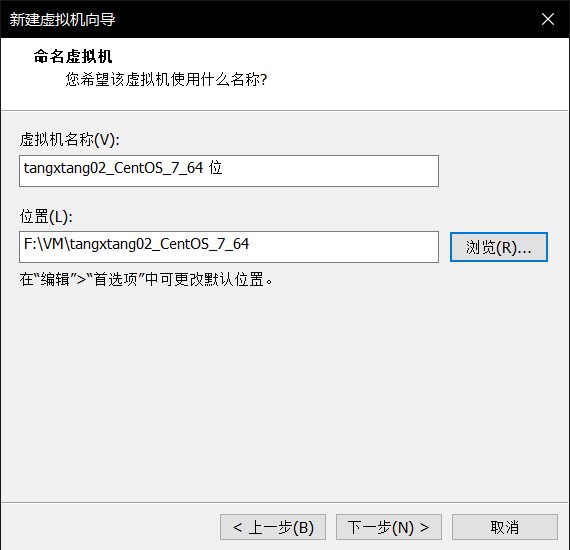 新建虚拟机向导
命名虚拟机
您希望该虚拟机使用什么名称?
虚拟机名称(V):
tangxtang02_CentOS_7_64 位
位置(L):
F:\VM\tangxtang02_CentOS_7_64
浏览(R)...
在“编辑”>“首选项”中可更改默认位置。
< 上一步(B)
下一步(N) >
取消